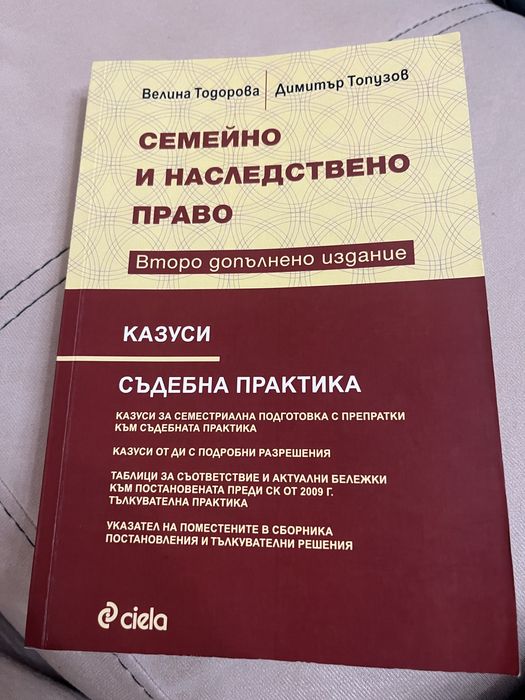 Велина Тодорова | Димитър Топузов
СЕМЕЙНО
И НАСЛЕДСТВЕНО
ПРАВО
Второ допълнено издание
КАЗУСИ
СЪДЕБНА ПРАКТИКА
КАЗУСИ ЗА СЕМЕСТРИАЛНА ПОДГОТОВКА С ПРЕПРАТКИ
КЪМ СЪДЕБНАТА ПРАКТИКА
КАЗУСИ ОТ ДИ С ПОДРОБНИ РАЗРЕШЕНИЯ
ТАБЛИЦИ ЗА СЪОТВЕТСТВИЕ И АКТУАЛНИ БЕЛЕЖКИ
КЪМ ПОСТАНОВЕНАТА ПРЕДИ СК ОТ 2009 Г.
ТЪЛКУВАТЕЛНА ПРАКТИКА
УКАЗАТЕЛ НА ПОМЕСТЕНИТЕ В СБОРНИКА
ПОСТАНОВЛЕНИЯ И ТЪЛКУВАТЕЛНИ РЕШЕНИЯ
ciela